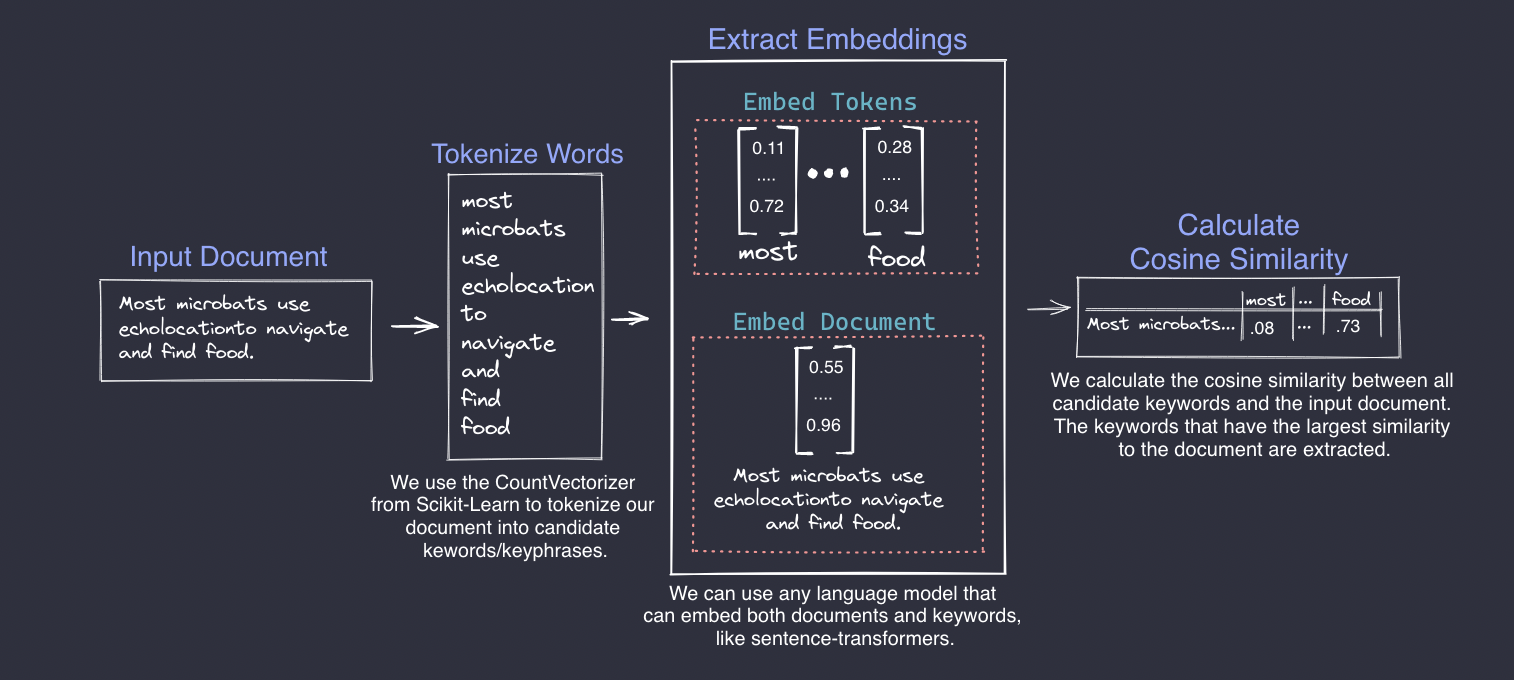 Input Document
Most microbats use
echolocationto navigate
and find food.
Tokenize Words
most
microbats
use
echolocation
to
navigate
and
find
food
We use the CountVectorizer
from Scikit-Learn to tokenize our
document into candidate
kewords/keyphrases.
Extract Embeddings
Embed Tokens
0.11 0.28
.... ... ....
0.72 0.34
most food
Embed Document
0.55
....
0.96
Most microbats use
echolocationto navigate
and find food.
We can use any language model that
can embed both documents and keywords,
like sentence-transformers.
Calculate
Cosine Similarity
most ... food
Most microbats... .08 ... .73
We calculate the cosine similarity between all
candidate keywords and the input document.
The keywords that have the largest similarity
to the document are extracted.